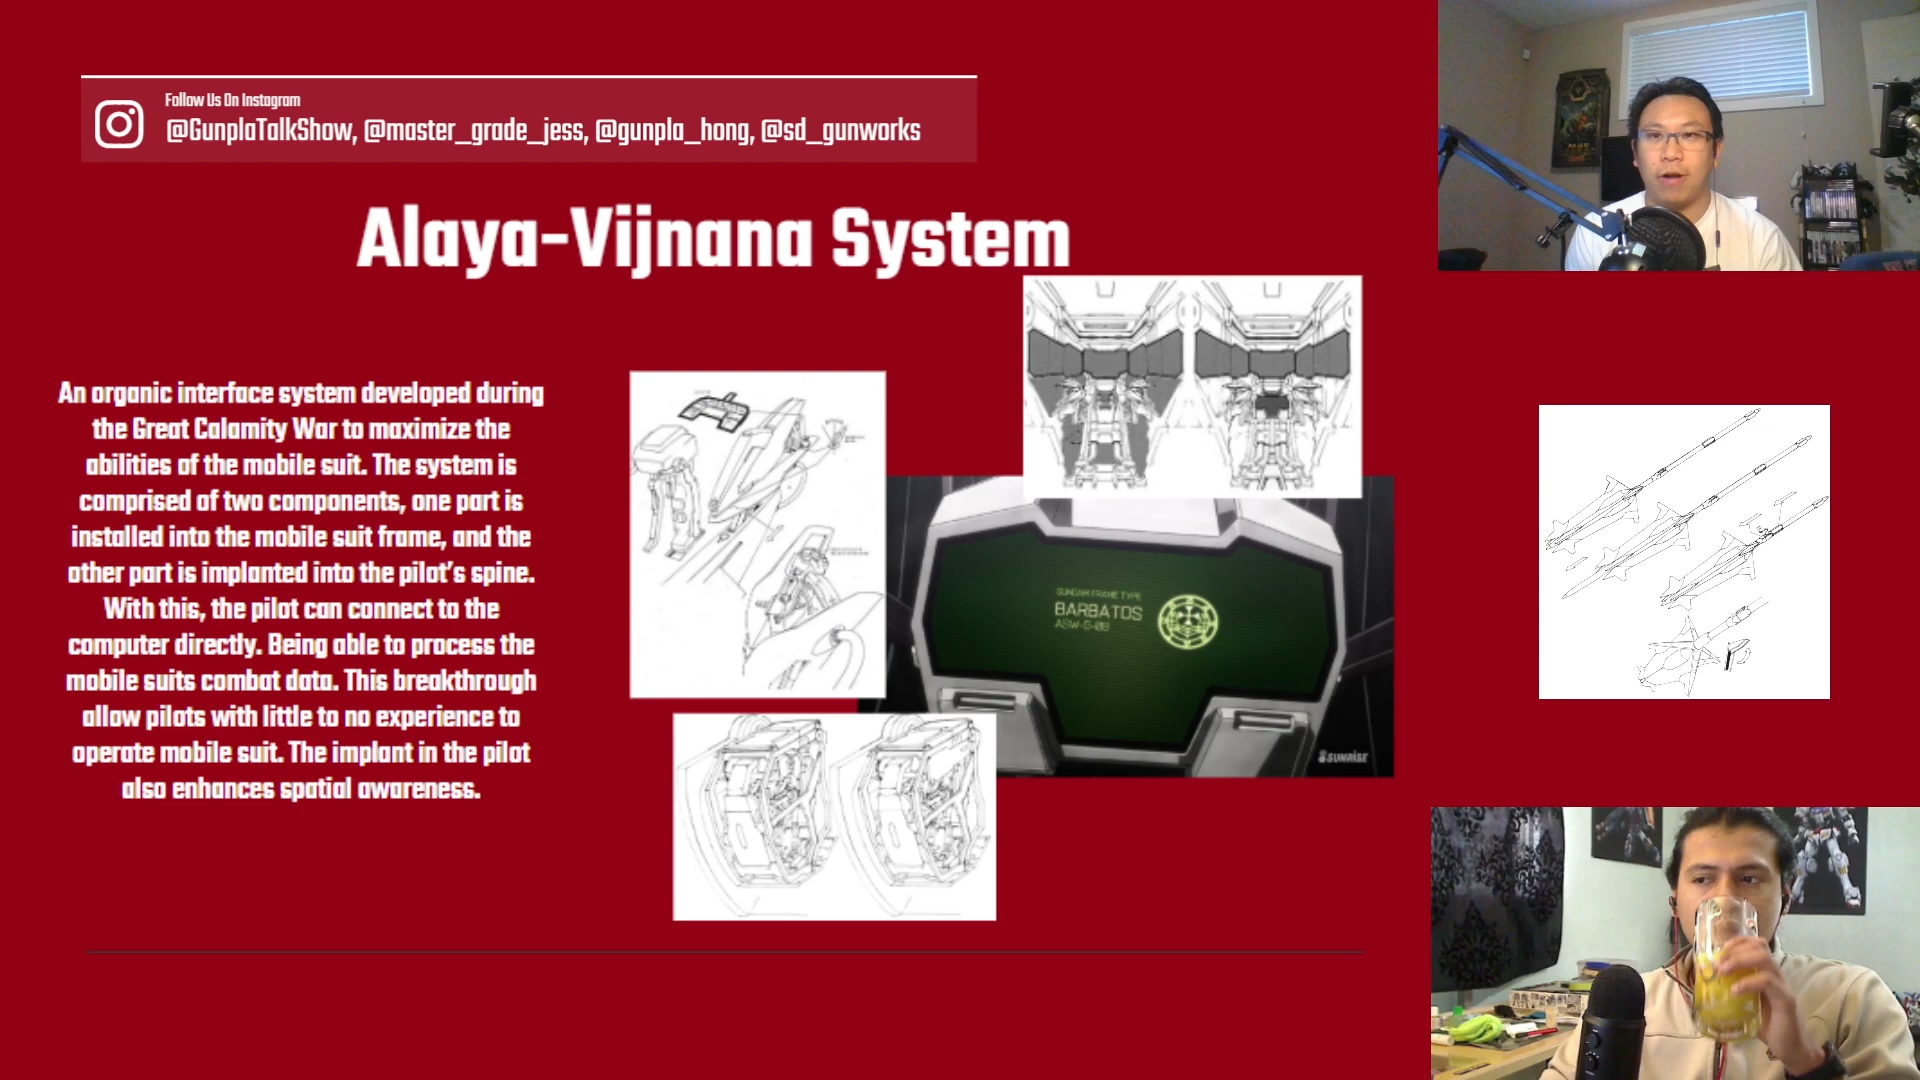 Follow Us On Instagram
@GunplaTalkShow, @master_grade_jess, @gunpla_hong, @sd_gunworks
Alaya-Vijnana System
An organic interface system developed during
the Great Calamity War to maximize the
abilities of the mobile suit. The system is
comprised of two components, one part is
installed into the mobile suit frame, and the
other part is implanted into the pilot's spine.
With this, the pilot can connect to the
computer directly. Being able to process the
mobile suits combat data. This breakthrough
allow pilots with little to no experience to
operate mobile suit. The implant in the pilot
also enhances spatial awareness.
GUNDAM FRAME TYPE
BARBATOS
ASW-G-08
SUNRISE